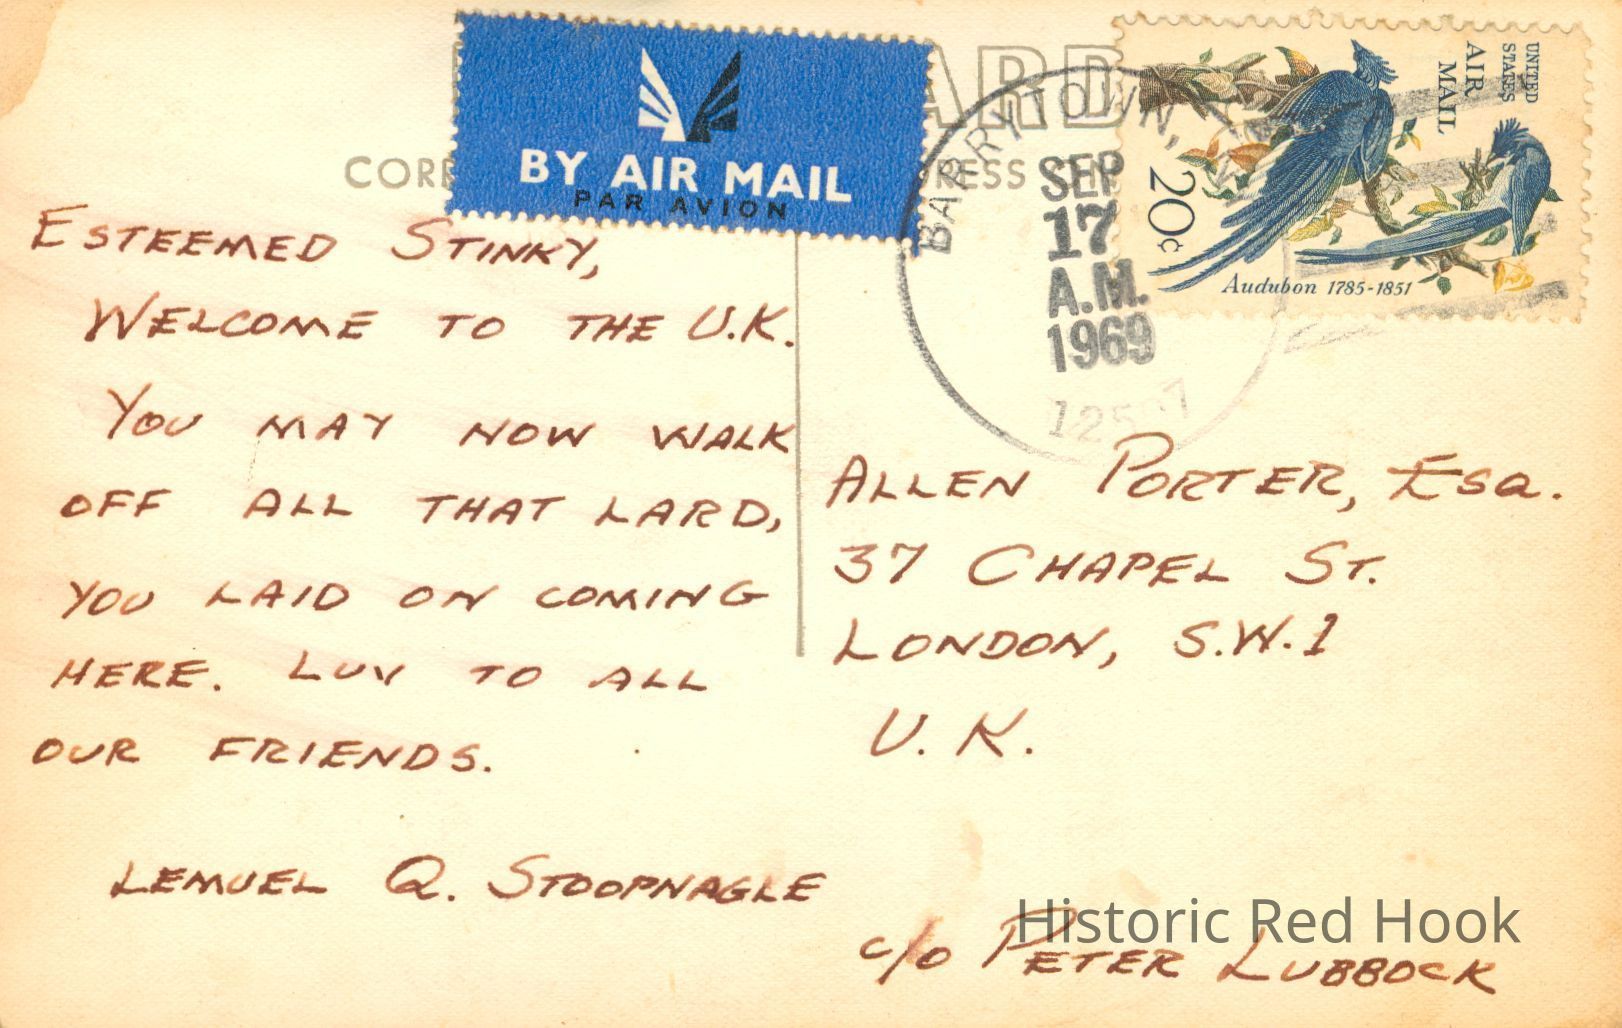 BY AIR MAIL
PAR AVION
ARD
CORR
RESS
UNITED
STATES
AIR
MAIL
20c
Audubon 1785-1851
BARRYTOWN,
SEP
17
A.M.
1969
ESTEEMED STINKY,
WELCOME TO THE U.K.
YOU MAY NOW WALK
OFF ALL THAT LARD,
YOU LAID ON COMING
HERE. LUV TO ALL
OUR FRIENDS.
LEMUEL Q. STOOPNAGLE
ALLEN PORTER, ESQ.
37 CHAPEL ST.
LONDON, S.W.1
U.K.
c/o PETER LUBBOCK
Historic Red Hook